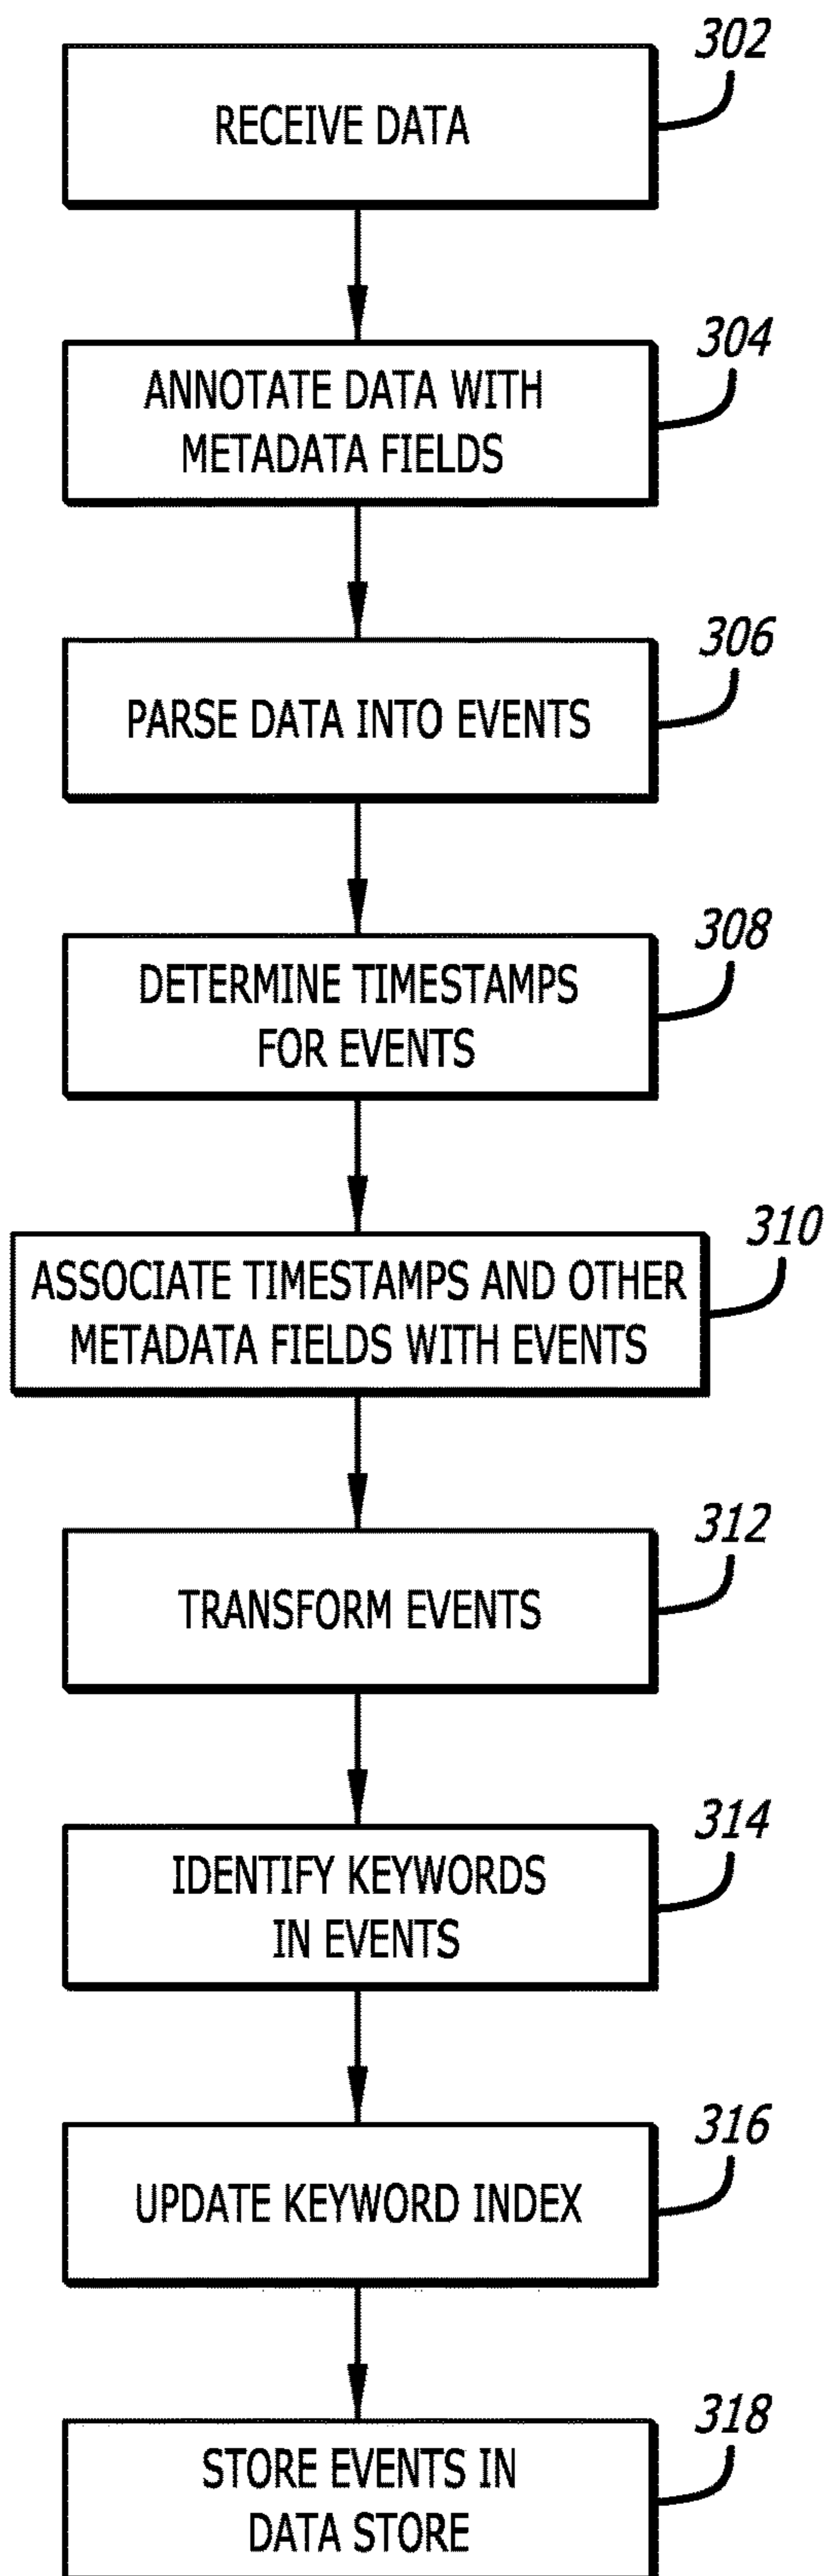 302
RECEIVE DATA
304
ANNOTATE DATA WITH
METADATA FIELDS
306
PARSE DATA INTO EVENTS
308
DETERMINE TIMESTAMPS
FOR EVENTS
310
ASSOCIATE TIMESTAMPS AND OTHER
METADATA FIELDS WITH EVENTS
312
TRANSFORM EVENTS
314
IDENTIFY KEYWORDS
IN EVENTS
316
UPDATE KEYWORD INDEX
318
STORE EVENTS IN
DATA STORE